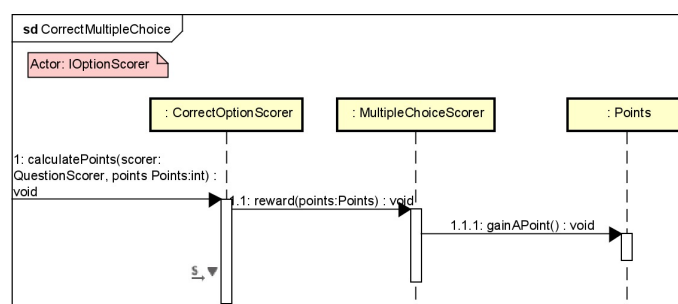 sd CorrectMultipleChoice
Actor: IOptionScorer
: CorrectOptionScorer
: MultipleChoiceScorer
: Points
1: calculatePoints(scorer:
QuestionScorer, points Points:int) :
void
1.1: reward(points:Points) : void
1.1.1: gainAPoint() : void
S